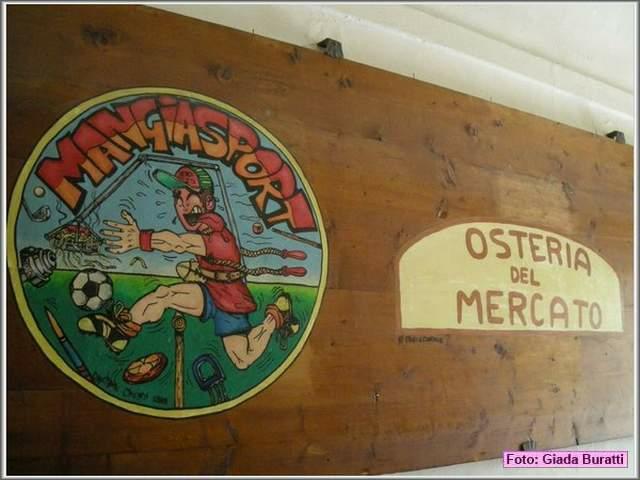 MANGIASPORT
OSTERIA
DEL
MERCATO
Foto: Giada Buratti